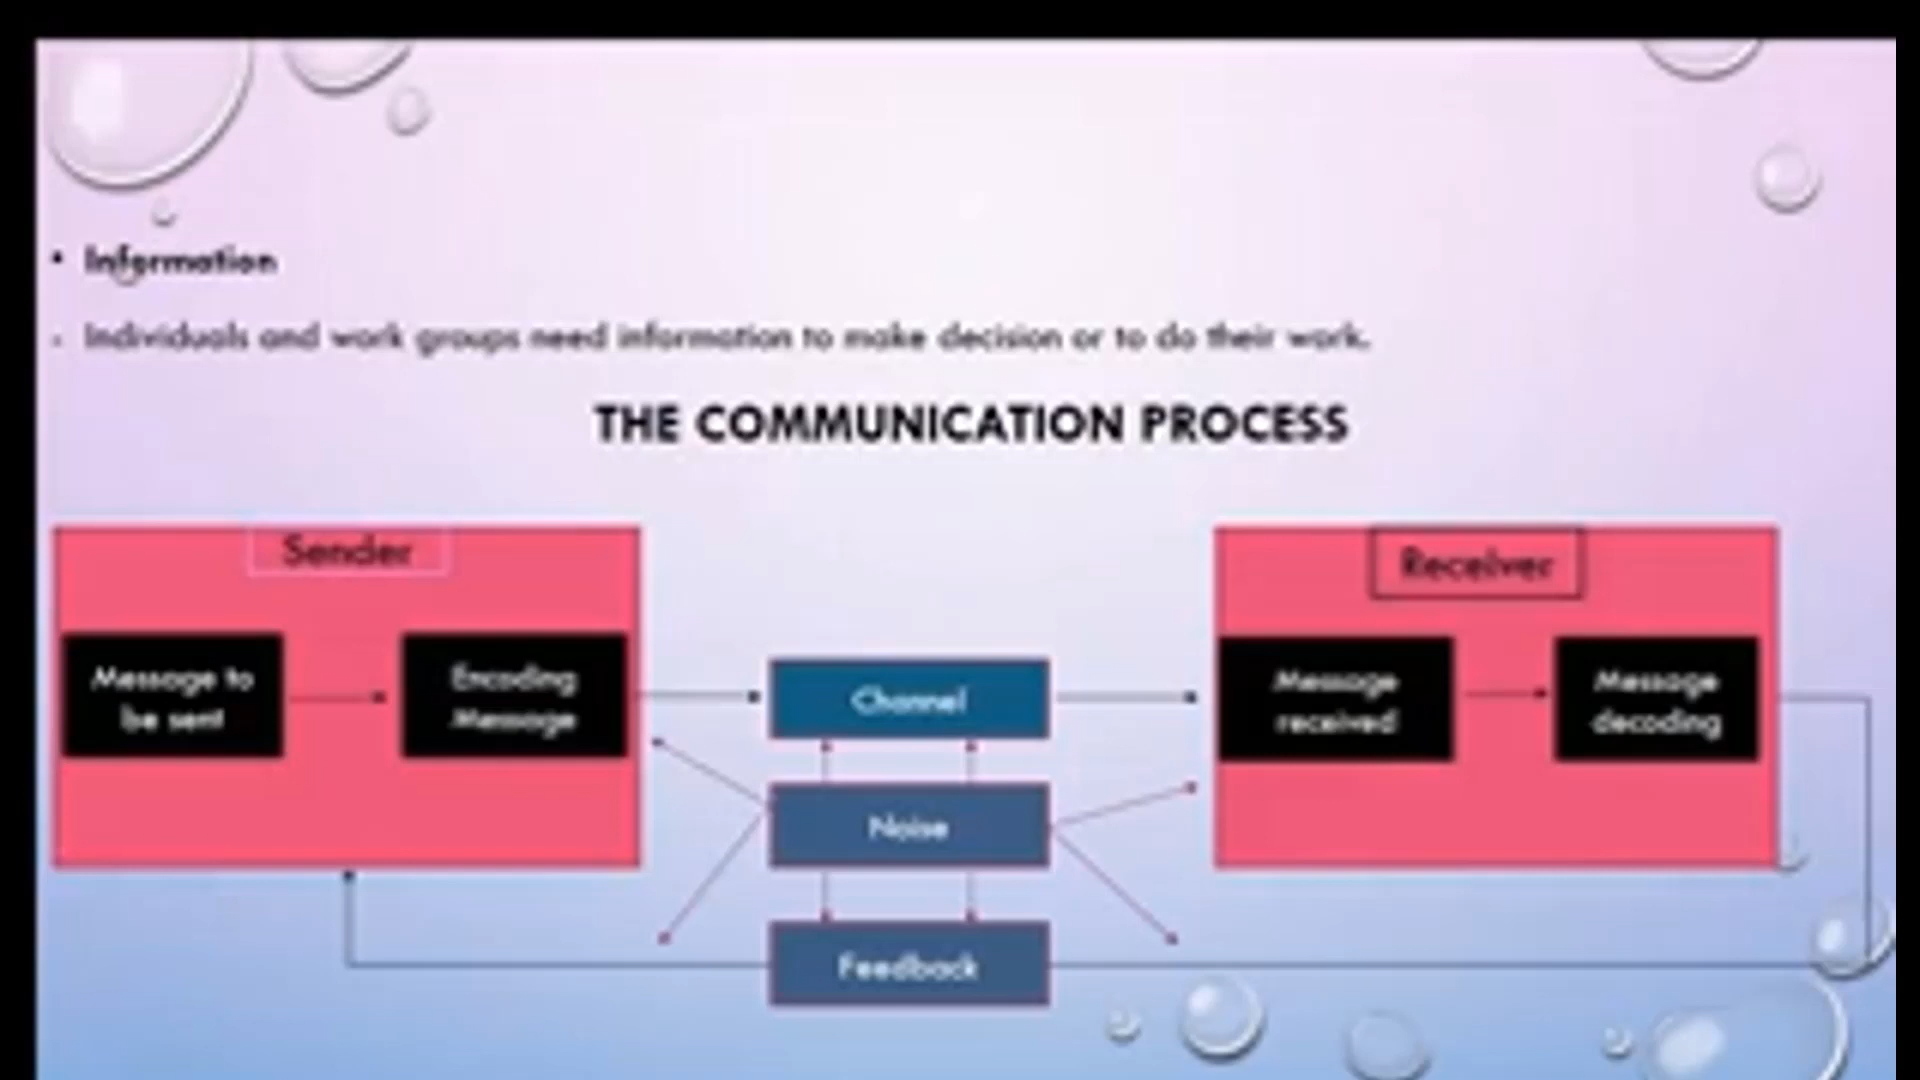 • Information
- Individuals and work groups need information to make decision or to do their work.
THE COMMUNICATION PROCESS
Sender
Message to
be sent
Encoding
Message
Channel
Noise
Feedback
Receiver
Message
received
Message
decoding